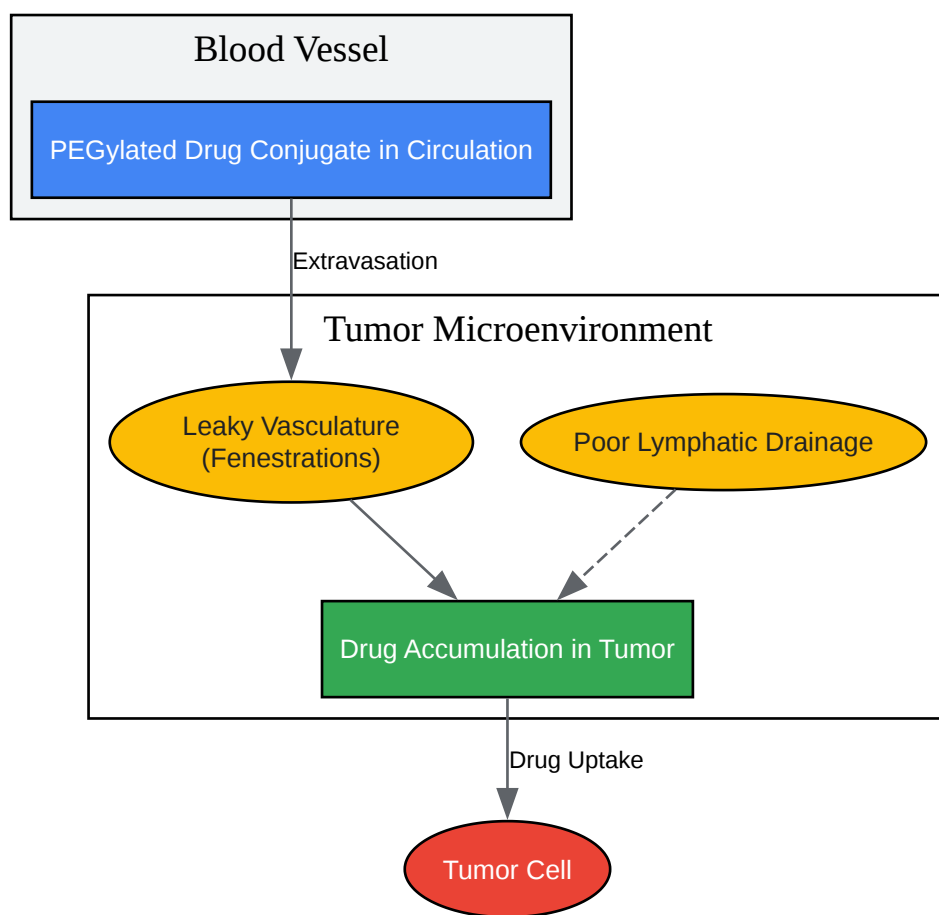 Blood Vessel
PEGylated Drug Conjugate in Circulation
Extravasation
Tumor Microenvironment
Leaky Vasculature
(Fenestrations)
Poor Lymphatic Drainage
Drug Accumulation in Tumor
Drug Uptake
Tumor Cell